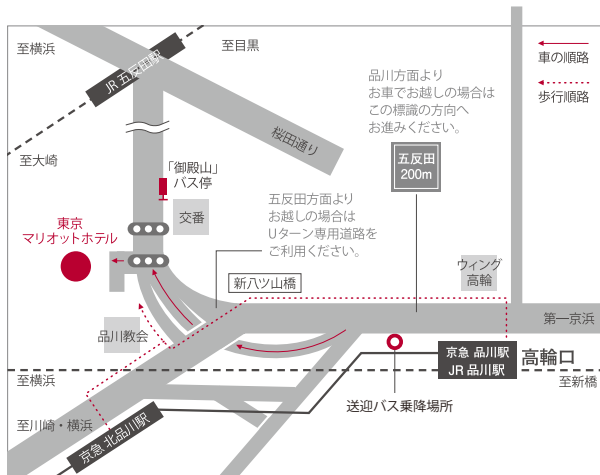 至横浜
至目黒
JR 五反田駅
車の順路
歩行順路
品川方面より
お車でお越しの場合は
この標識の方向へ
お進みください。
桜田通り
至大崎
「御殿山」
バス停
五反田
200m
交番
五反田方面より
お越しの場合は
Uターン専用道路を
ご利用ください。
東京
マリオットホテル
ウィング
高輪
新八ツ山橋
第一京浜
品川教会
京急 品川駅
JR 品川駅
高輪口
至横浜
至新橋
送迎バス乗降場所
至川崎・横浜
京急 北品川駅